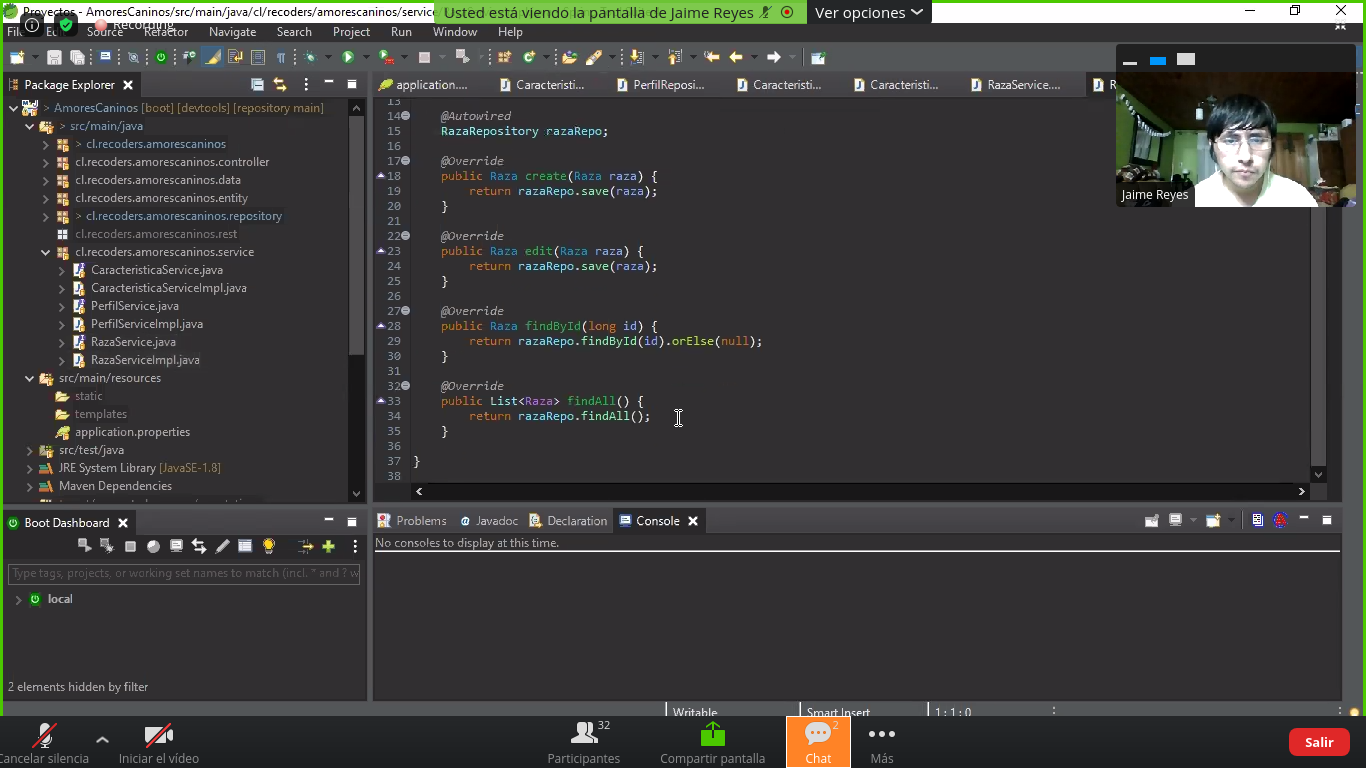 Proyectos - AmoresCaninos/src/main/java/cl/recoders/amorescaninos/service
Usted está viendo la pantalla de Jaime Reyes
Ver opciones
Recording
Source Refactor Navigate Search Project Run Window Help
Package Explorer
> AmoresCaninos [boot] [devtools] [repository main]
> src/main/java
> cl.recoders.amorescaninos
cl.recoders.amorescaninos.controller
cl.recoders.amorescaninos.data
cl.recoders.amorescaninos.entity
> cl.recoders.amorescaninos.repository
cl.recoders.amorescaninos.rest
cl.recoders.amorescaninos.service
CaracteristicaService.java
CaracteristicaServiceImpl.java
PerfilService.java
PerfilServiceImpl.java
RazaService.java
RazaServiceImpl.java
src/main/resources
static
templates
application.properties
src/test/java
JRE System Library [JavaSE-1.8]
Maven Dependencies
application....
Caracteristi...
PerfilReposi...
Caracteristi...
Caracteristi...
RazaService....
13
14 @Autowired
15 RazaRepository razaRepo;
16
17 @Override
18 public Raza create(Raza raza) {
19 return razaRepo.save(raza);
20 }
21
22 @Override
23 public Raza edit(Raza raza) {
24 return razaRepo.save(raza);
25 }
26
27 @Override
28 public Raza findById(long id) {
29 return razaRepo.findById(id).orElse(null);
30 }
31
32 @Override
33 public List<Raza> findAll() {
34 return razaRepo.findAll();
35 }
36
37 }
38
Jaime Reyes
Boot Dashboard
Type tags, projects, or working set names to match (incl. * and ? w
local
2 elements hidden by filter
Problems
@ Javadoc
Declaration
Console
No consoles to display at this time.
Writable
Smart Insert
1 : 1 : 0
Cancelar silencia
Iniciar el vídeo
32
Participantes
Compartir pantalla
2
Chat
Más
Salir